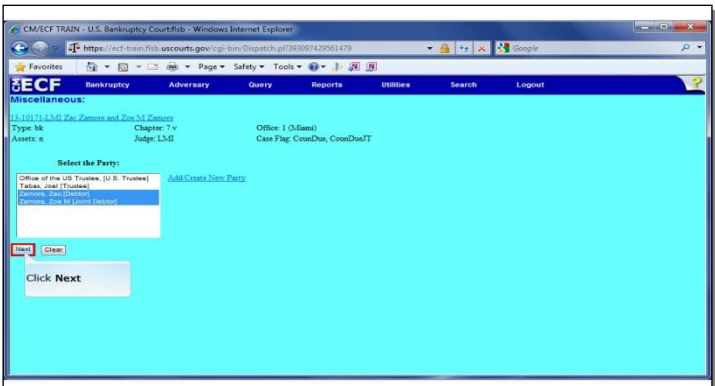 CM/ECF TRAIN - U.S. Bankruptcy Court:flsb - Windows Internet Explorer
https://ecf-train.flsb.uscourts.gov/cgi-bin/Dispatch.pl?393097429561479
Google
Favorites Page Safety Tools
ECF Bankruptcy Adversary Query Reports Utilities Search Logout ?
Miscellaneous:
13-10171-LMI Zac Zamore and Zoe M Zamore
Type: bk Chapter: 7 v Office: 1 (Miami)
Assets: n Judge: LMI Case Flag: CounDue, CounDueJT
Select the Party:
Office of the US Trustee, [U.S. Trustee] Add/Create New Party
Tabas, Joel [Trustee]
Zamore, Zac [Debtor]
Zamore, Zoe M [Joint Debtor]
Next Clear
Click Next